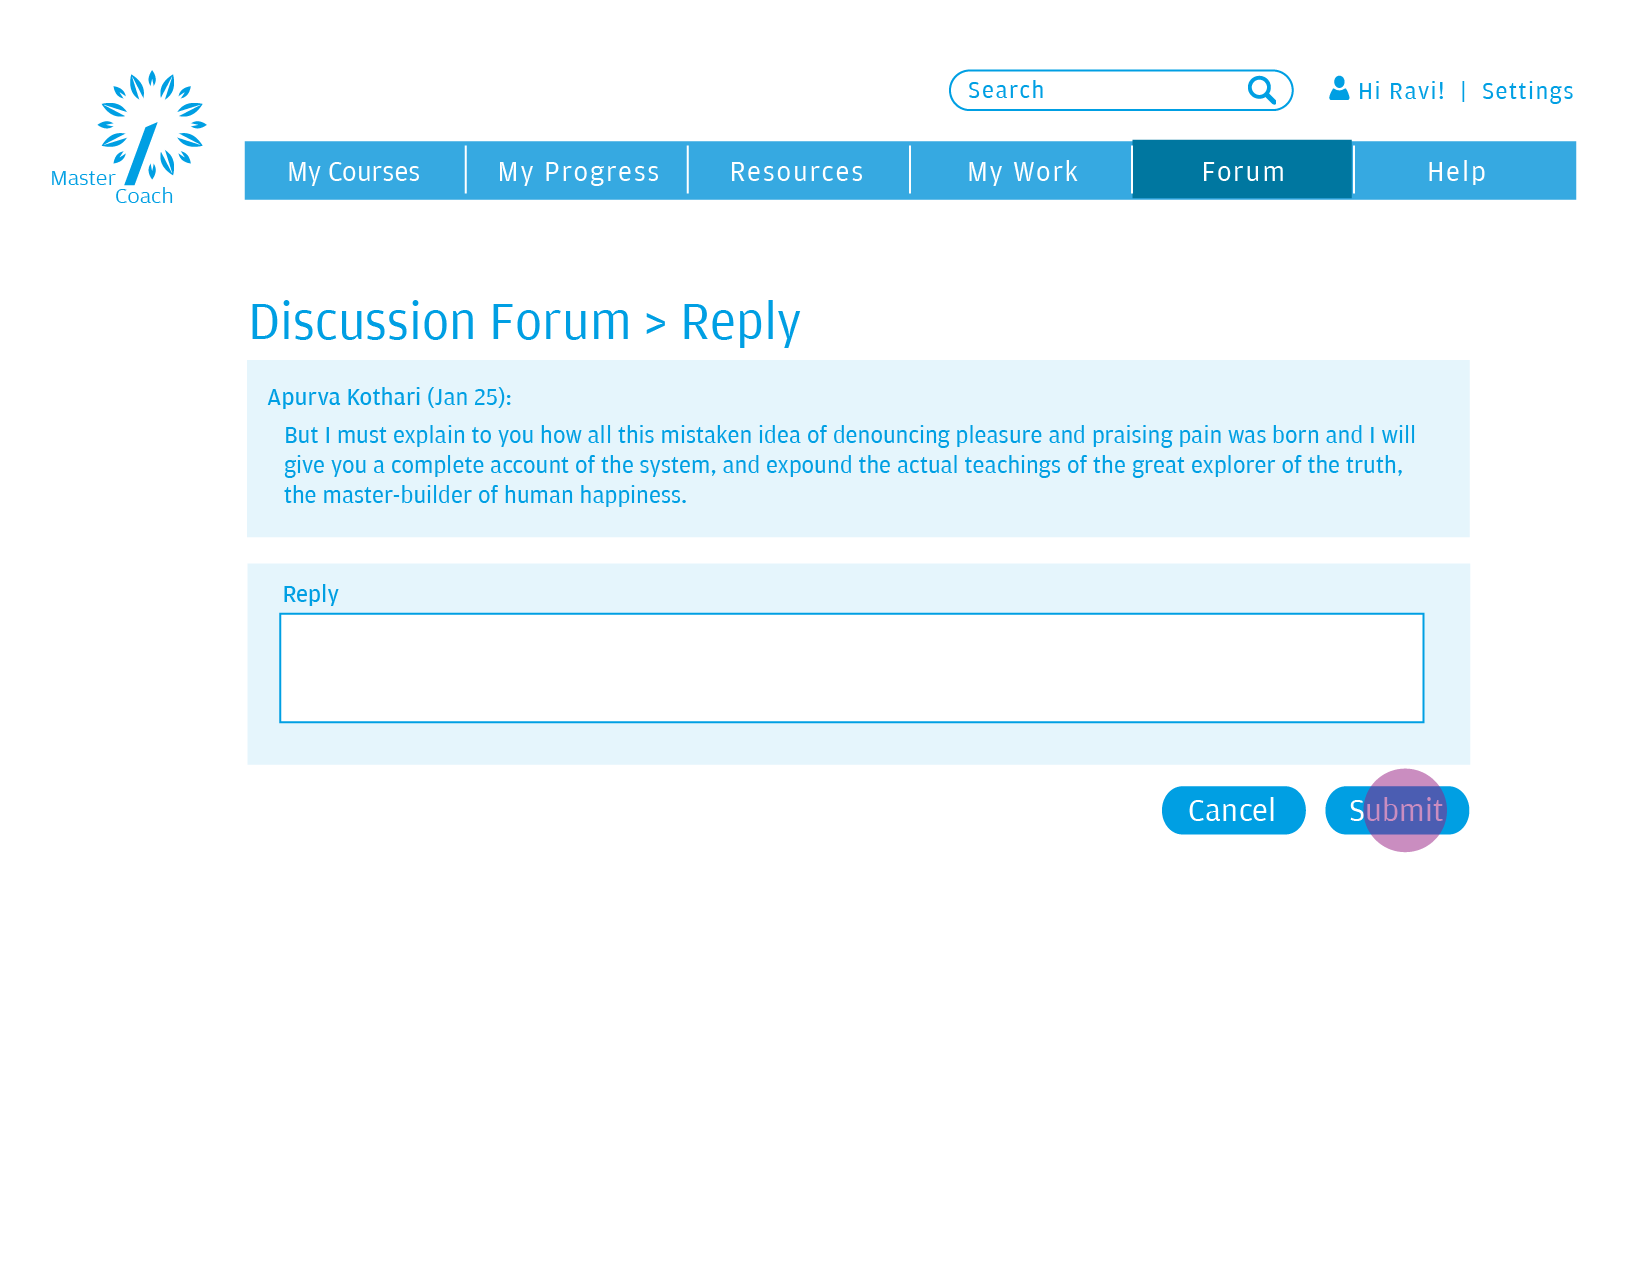 Search
Hi Ravi! | Settings
Master
Coach
My Courses
My Progress
Resources
My Work
Forum
Help
Discussion Forum > Reply
Apurva Kothari (Jan 25):
But I must explain to you how all this mistaken idea of denouncing pleasure and praising pain was born and I will
give you a complete account of the system, and expound the actual teachings of the great explorer of the truth,
the master-builder of human happiness.
Reply
Cancel
Submit